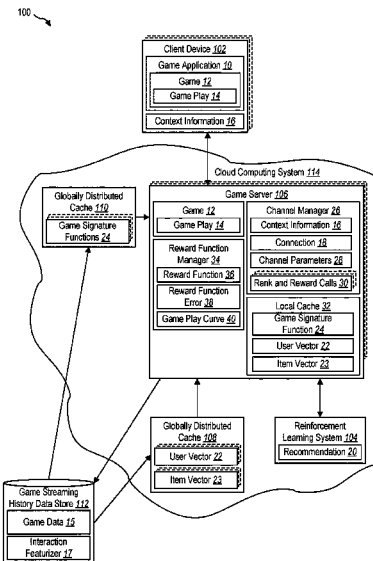 100
Client Device 102
Game Application 10
Game 12
Game Play 14
Context Information 16
Cloud Computing System 114
Globally Distributed
Cache 110
Game Signature
Functions 24
Game Server 106
Game 12
Game Play 14
Reward Function
Manager 34
Reward Function 36
Reward Function
Error 38
Game Play Curve 40
Channel Manager 26
Context Information 16
Connection 18
Channel Parameters 28
Rank and Reward Calls 30
Local Cache 32
Game Signature
Function 24
User Vector 22
Item Vector 23
Globally Distributed
Cache 108
User Vector 22
Item Vector 23
Reinforcement
Learning System 104
Recommendation 20
Game Streaming
History Data Store 112
Game Data 15
Interaction
Featurizer 17